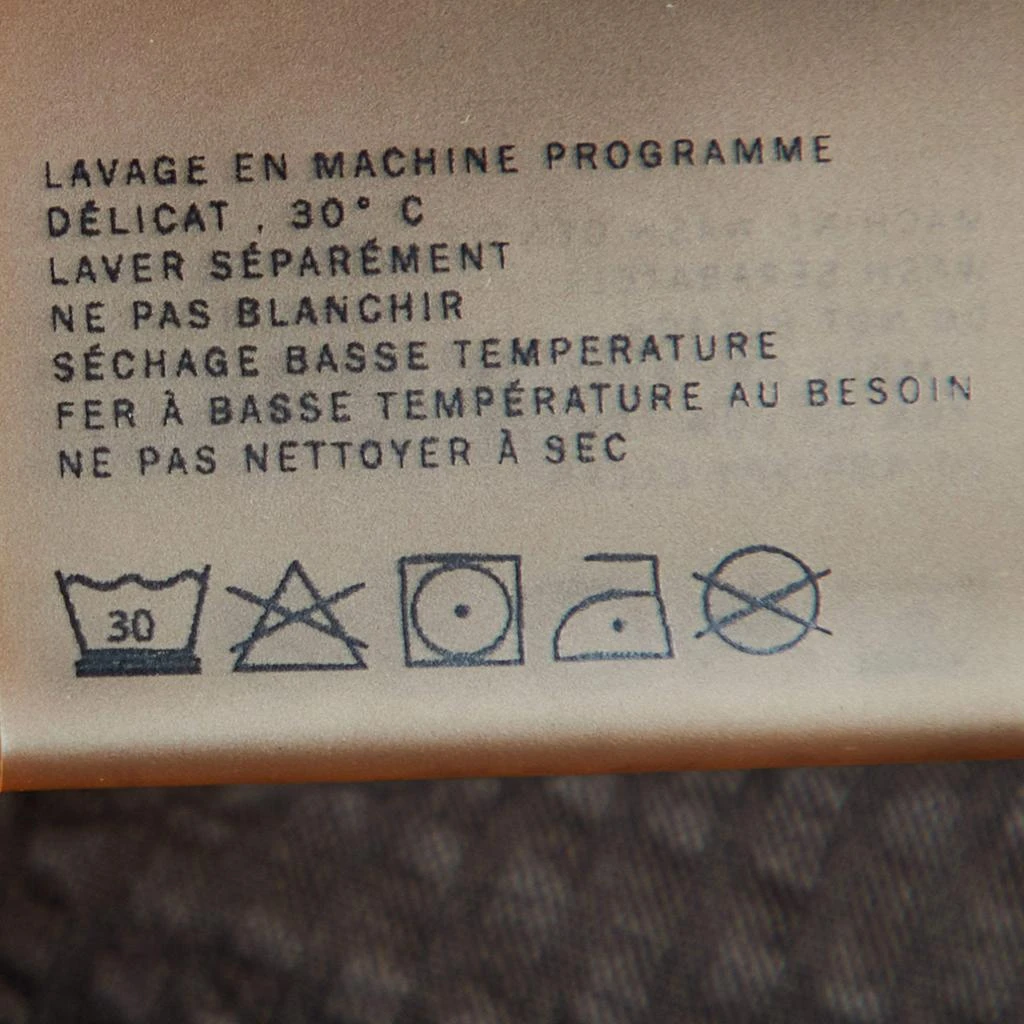 LAVAGE EN MACHINE PROGRAMME
DÉLICAT , 30° C
LAVER SÉPARÉMENT
NE PAS BLANCHIR
SÉCHAGE BASSE TEMPERATURE
FER À BASSE TEMPÉRATURE AU BESOIN
NE PAS NETTOYER À SEC
30